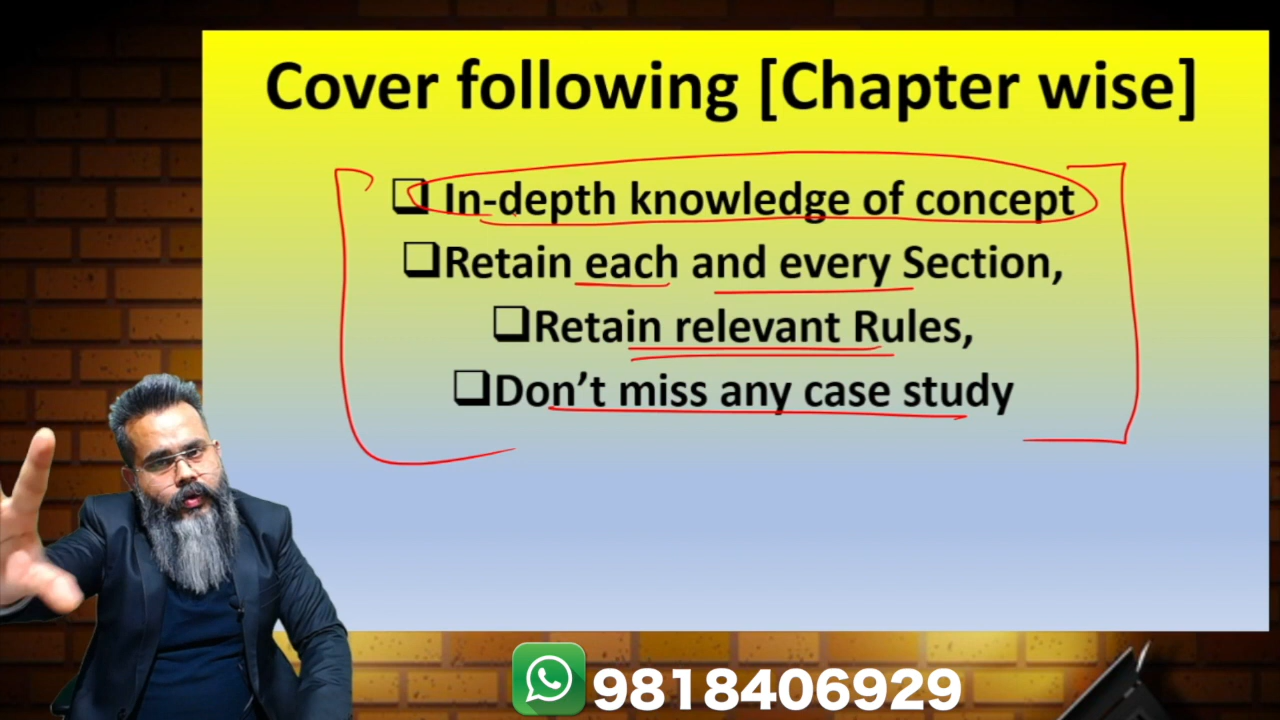 Cover following [Chapter wise]
❑ In-depth knowledge of concept
❑Retain each and every Section,
❑Retain relevant Rules,
❑Don’t miss any case study
9818406929